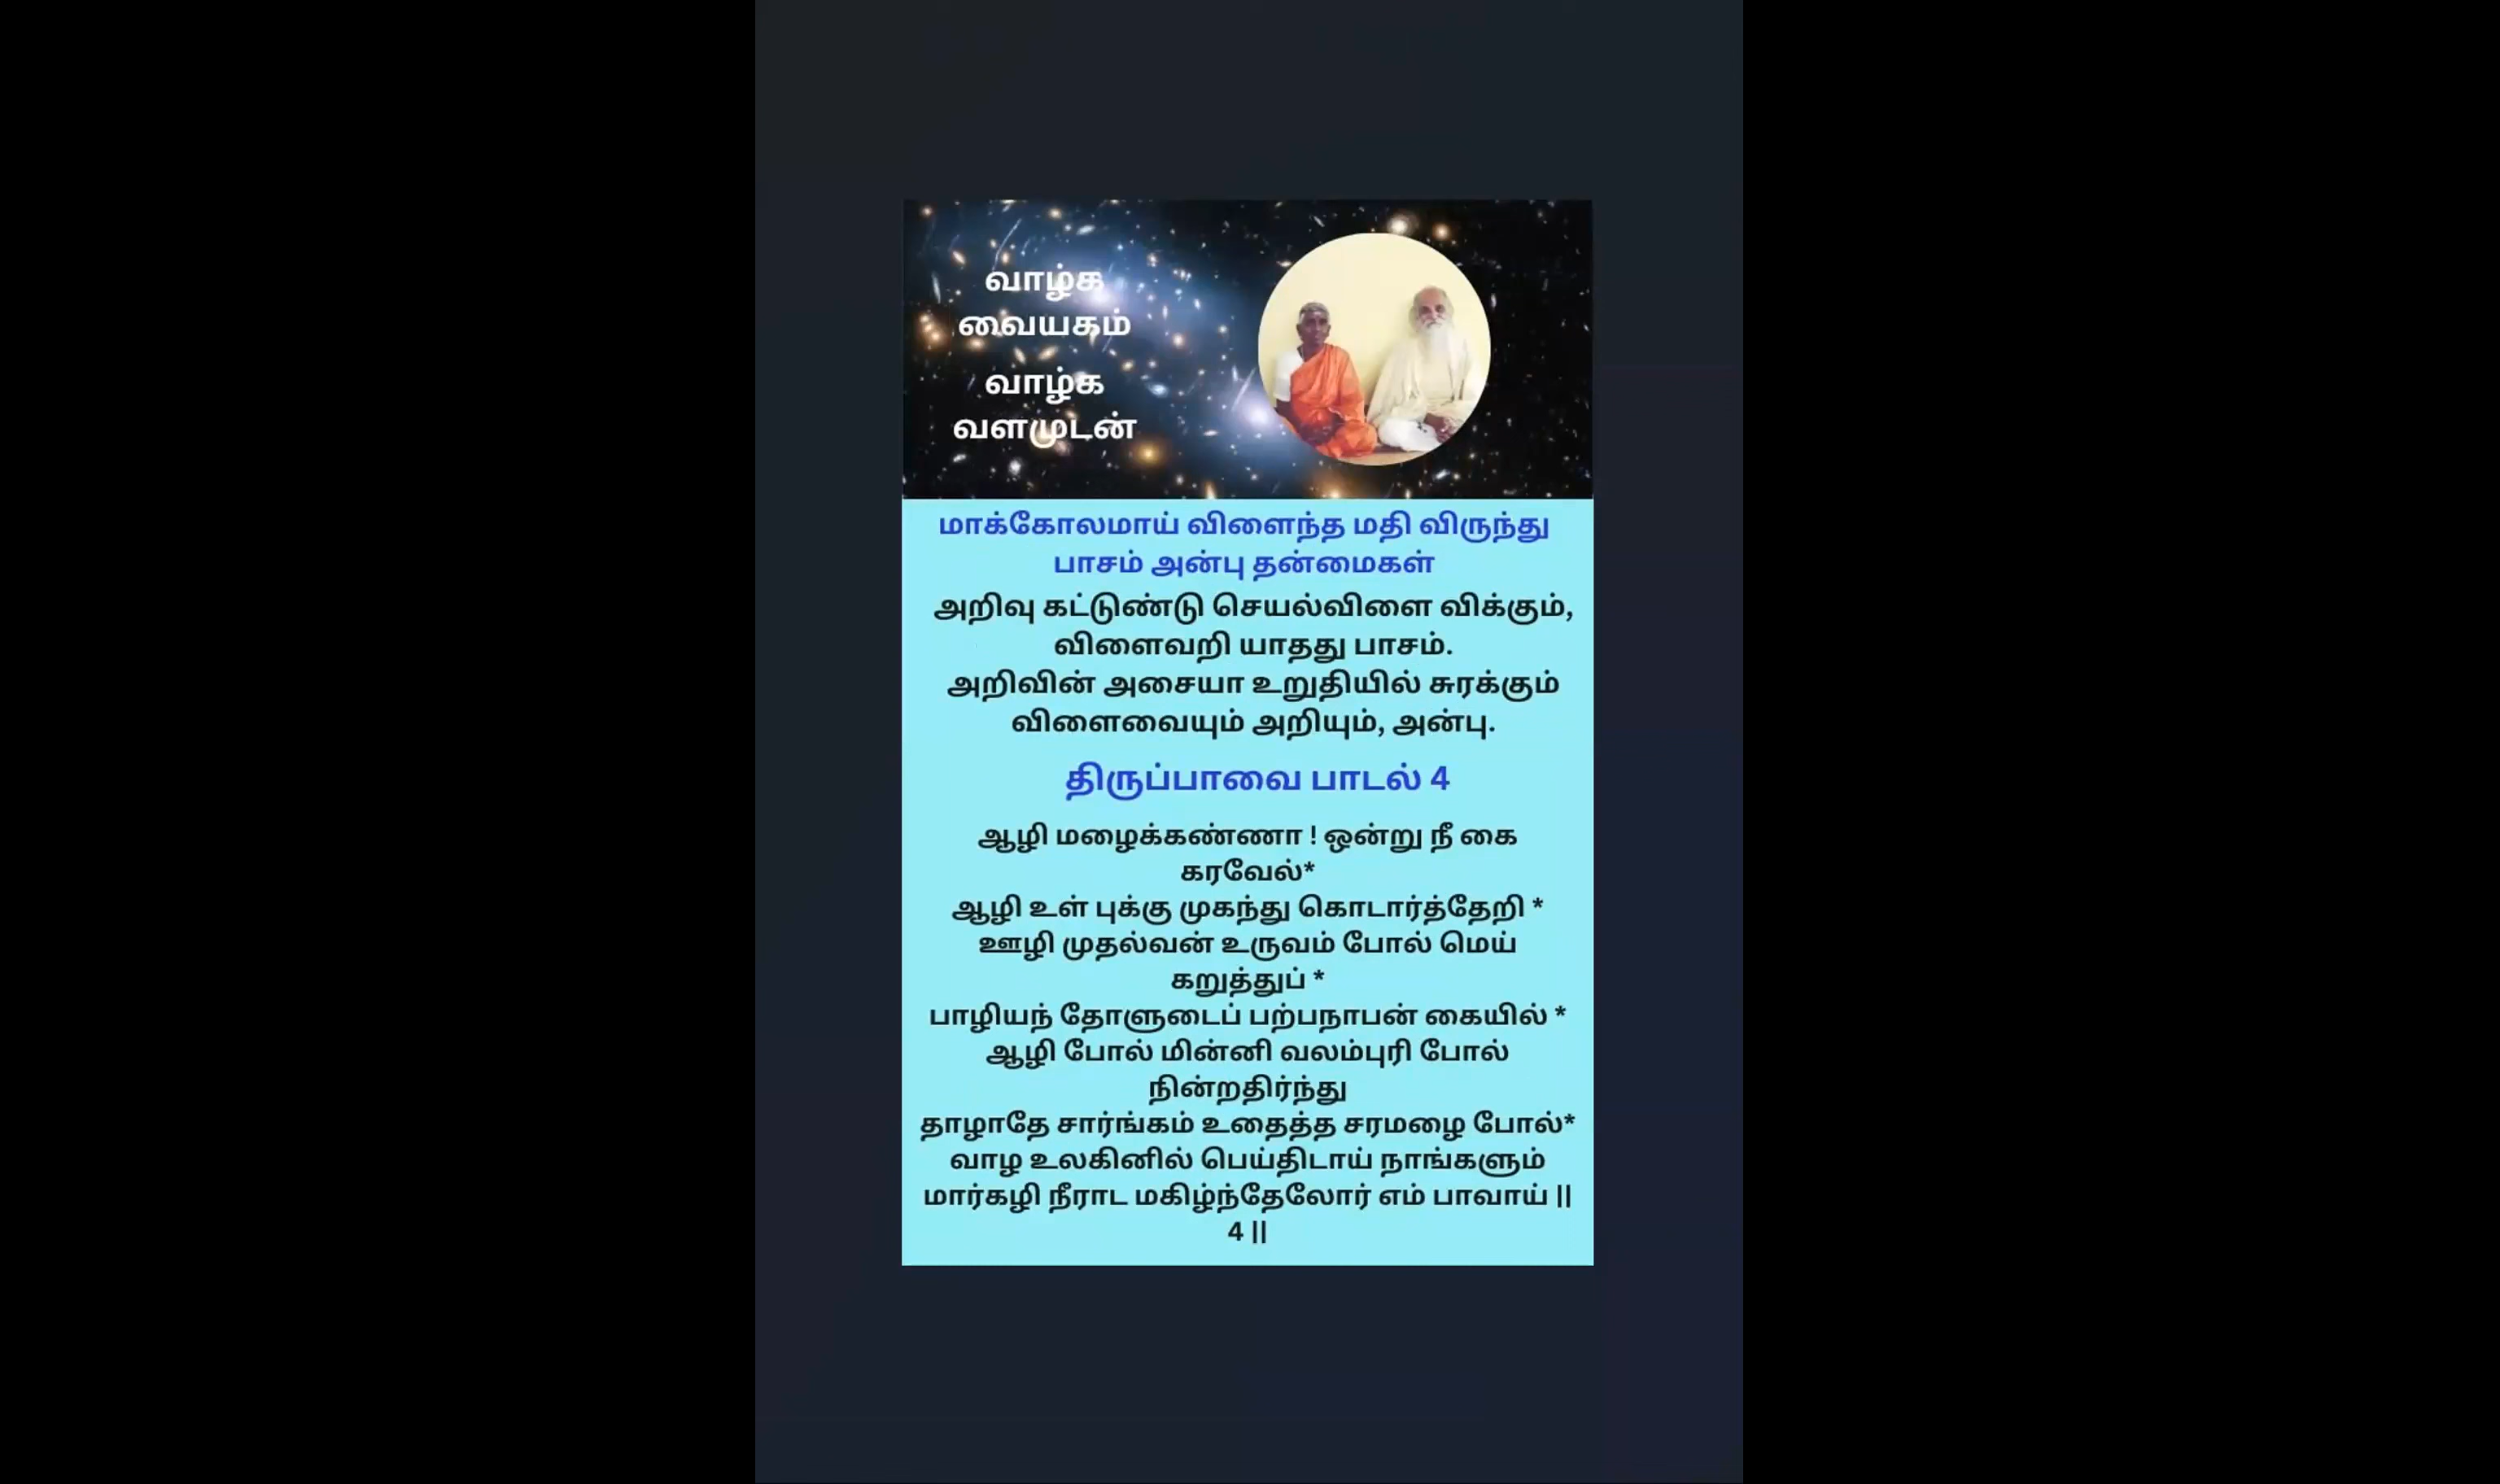 வாழ்க
வையகம்
வாழ்க
வளமுடன்
மாக்கோலமாய் விளைந்த மதி விருந்து
பாசம் அன்பு தன்மைகள்
அறிவு கட்டுண்டு செயல்விளை விக்கும்,
விளைவறி யாதது பாசம்.
அறிவின் அசையா உறுதியில் சுரக்கும்
விளைவையும் அறியும், அன்பு.
திருப்பாவை பாடல் 4
ஆழி மழைக்கண்ணா ! ஒன்று நீ கை
கரவேல்*
ஆழி உள் புக்கு முகந்து கொடார்த்தேறி *
ஊழி முதல்வன் உருவம் போல் மெய்
கறுத்துப் *
பாழியந் தோளுடைப் பற்பநாபன் கையில் *
ஆழி போல் மின்னி வலம்புரி போல்
நின்றதிர்ந்து
தாழாதே சார்ங்கம் உதைத்த சரமழை போல்*
வாழ உலகினில் பெய்திடாய் நாங்களும்
மார்கழி நீராட மகிழ்ந்தேலோர் எம் பாவாய் ||
4 ||